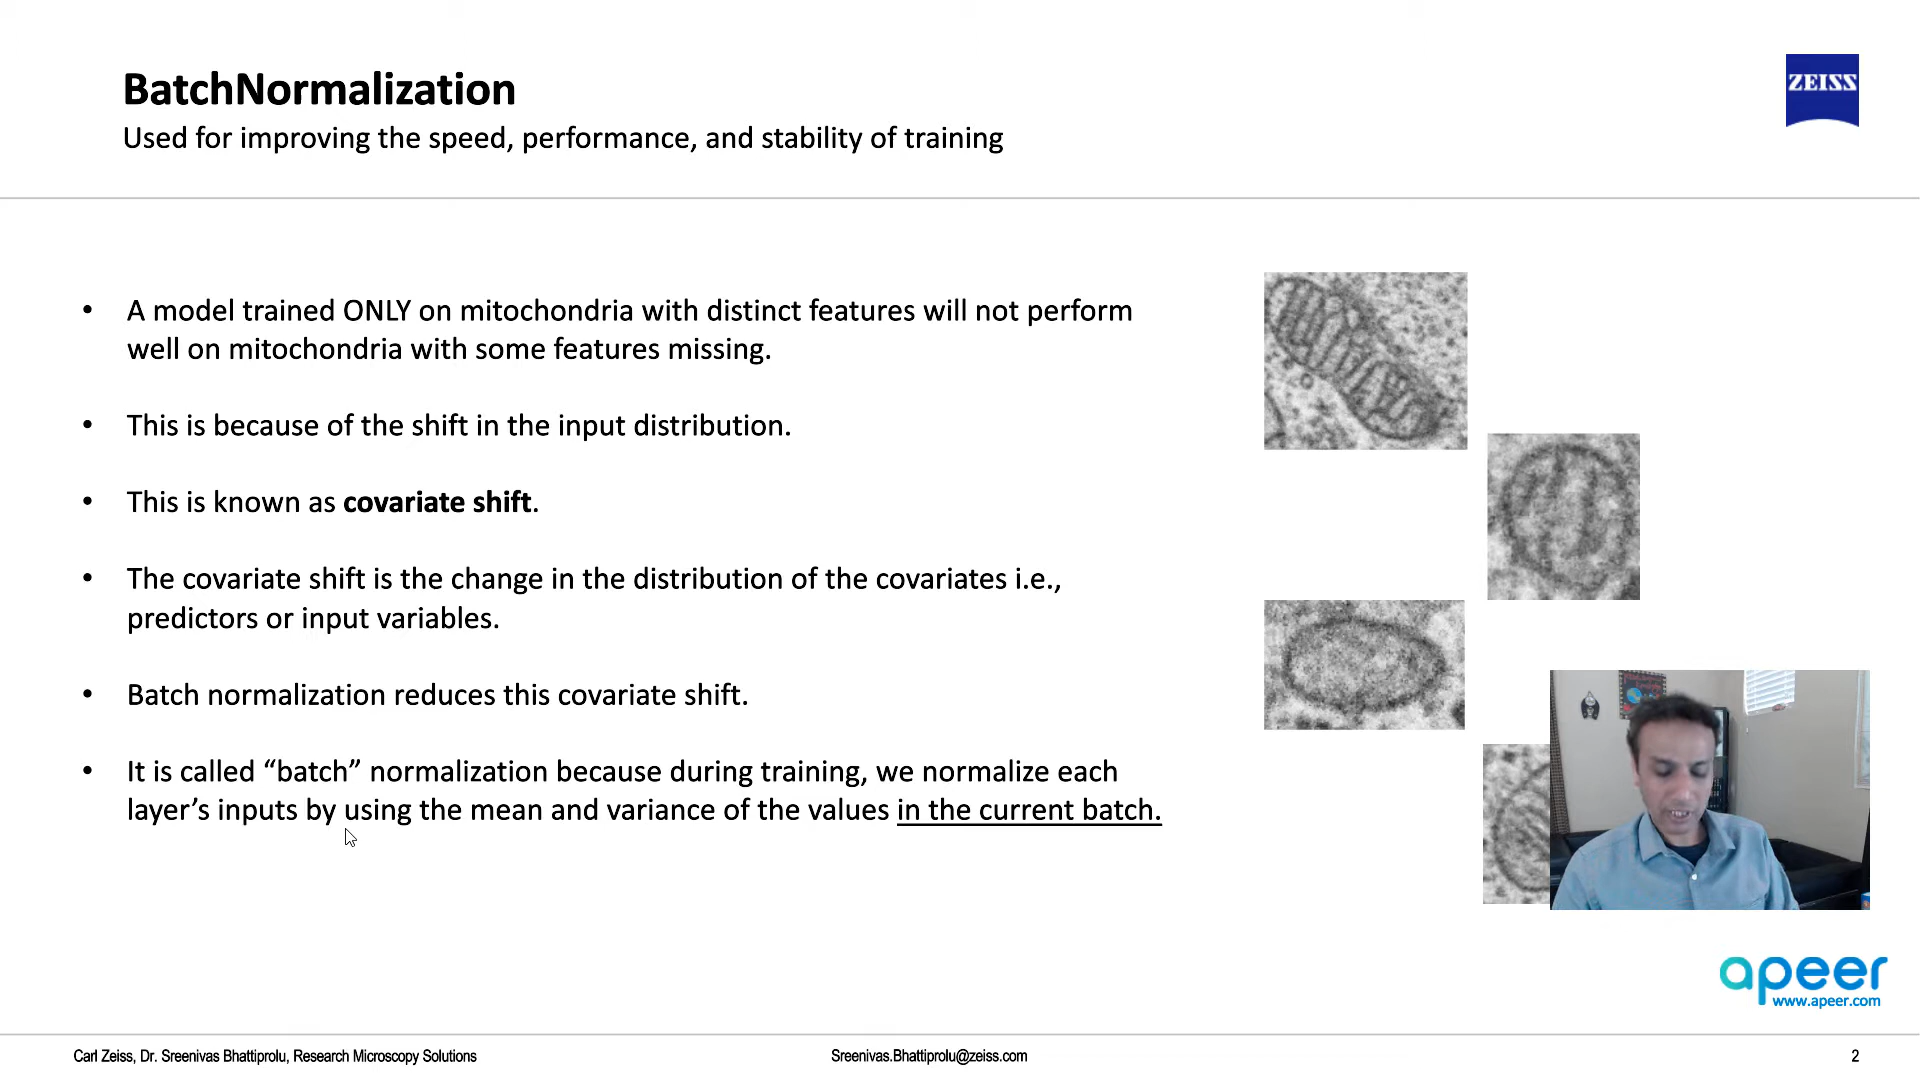 BatchNormalization
Used for improving the speed, performance, and stability of training
ZEISS
• A model trained ONLY on mitochondria with distinct features will not perform
well on mitochondria with some features missing.
• This is because of the shift in the input distribution.
• This is known as covariate shift.
• The covariate shift is the change in the distribution of the covariates i.e.,
predictors or input variables.
• Batch normalization reduces this covariate shift.
• It is called “batch” normalization because during training, we normalize each
layer’s inputs by using the mean and variance of the values in the current batch.
apeer
www.apeer.com
Carl Zeiss, Dr. Sreenivas Bhattiprolu, Research Microscopy Solutions
Sreenivas.Bhattiprolu@zeiss.com
2